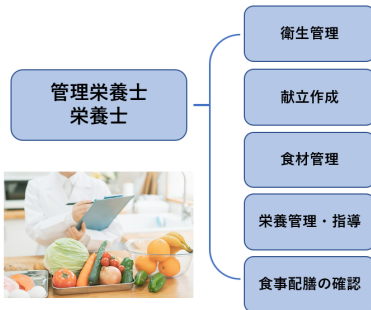 管理栄養士
栄養士
衛生管理
献立作成
食材管理
栄養管理・指導
食事配膳の確認